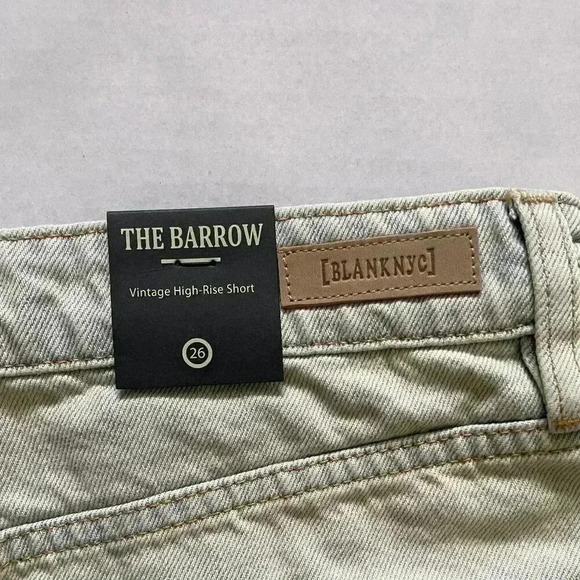 THE BARROW
Vintage High-Rise Short
26
[BLANKNYC]